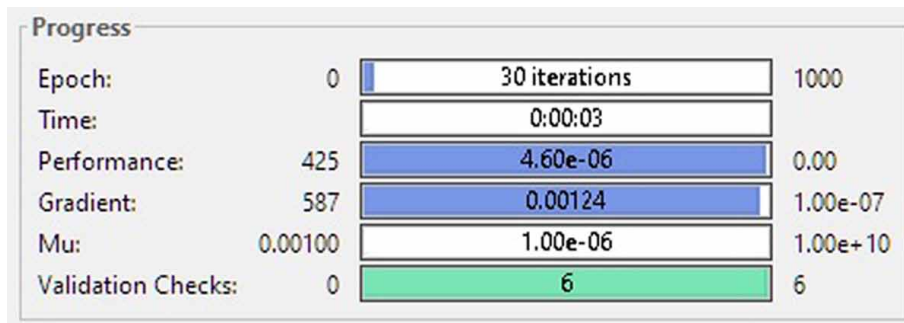 Progress
Epoch: 0 30 iterations 1000
Time: 0:00:03
Performance: 425 4.60e-06 0.00
Gradient: 587 0.00124 1.00e-07
Mu: 0.00100 1.00e-06 1.00e+10
Validation Checks: 0 6 6